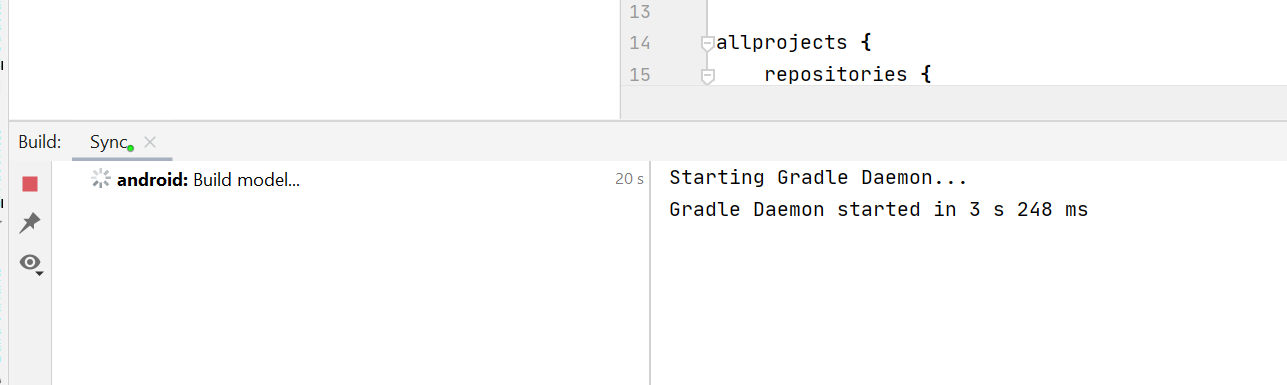 13
14 allprojects {
15 repositories {
Build: Sync
android: Build model... 20 s
Starting Gradle Daemon...
Gradle Daemon started in 3 s 248 ms